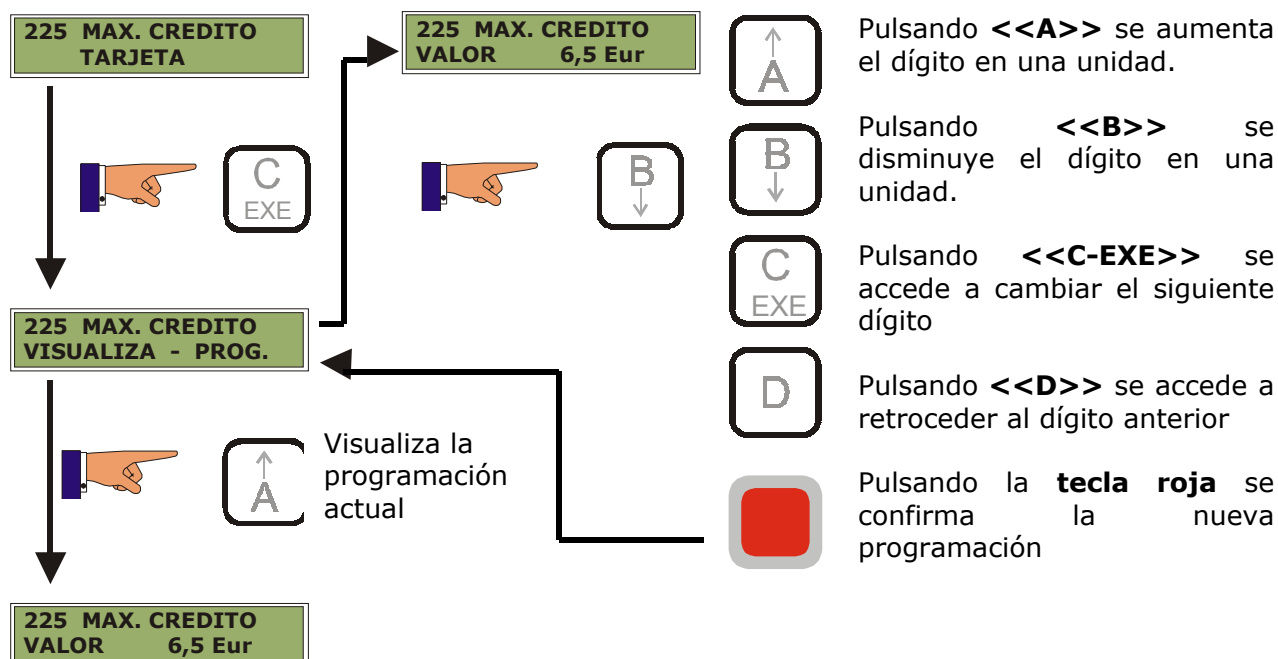 225 MAX. CREDITO
TARJETA
C
EXE
225 MAX. CREDITO
VISUALIZA - PROG.
A
Visualiza la
programación
actual
225 MAX. CREDITO
VALOR 6,5 Eur
225 MAX. CREDITO
VALOR 6,5 Eur
B
A
Pulsando <<A>> se aumenta
el dígito en una unidad.
B
Pulsando <<B>> se
disminuye el dígito en una
unidad.
C
EXE
Pulsando <<C-EXE>> se
accede a cambiar el siguiente
dígito
D
Pulsando <<D>> se accede a
retroceder al dígito anterior
Pulsando la tecla roja se
confirma la nueva
programación